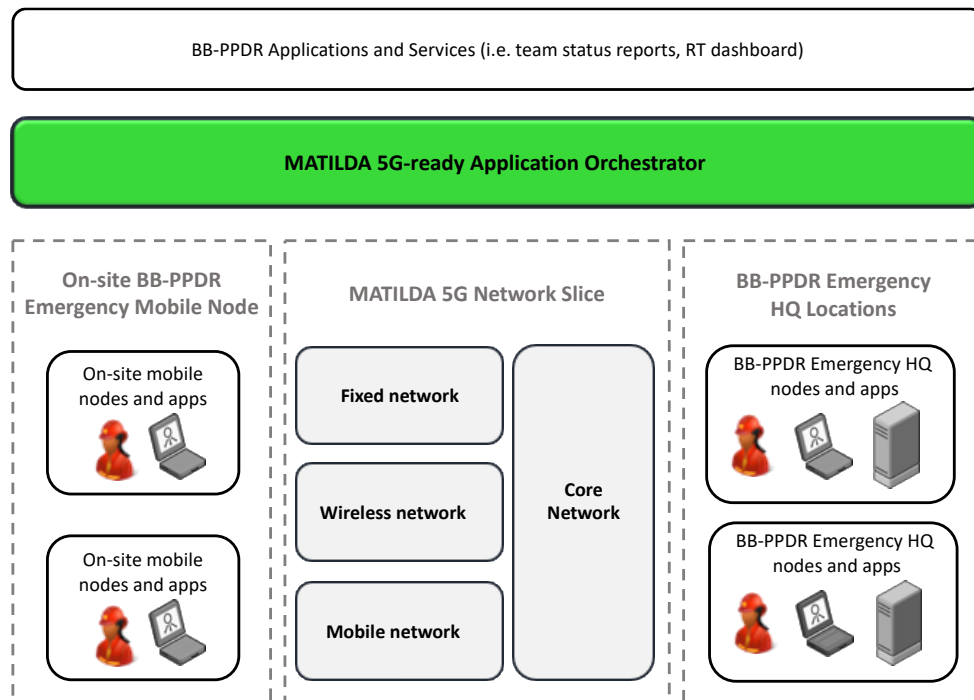 BB-PPDR Applications and Services (i.e. team status reports, RT dashboard)
MATILDA 5G-ready Application Orchestrator
On-site BB-PPDR
Emergency Mobile Node
On-site mobile
nodes and apps
On-site mobile
nodes and apps
MATILDA 5G Network Slice
Fixed network
Wireless network
Mobile network
Core
Network
BB-PPDR Emergency
HQ Locations
BB-PPDR Emergency HQ
nodes and apps
BB-PPDR Emergency HQ
nodes and apps